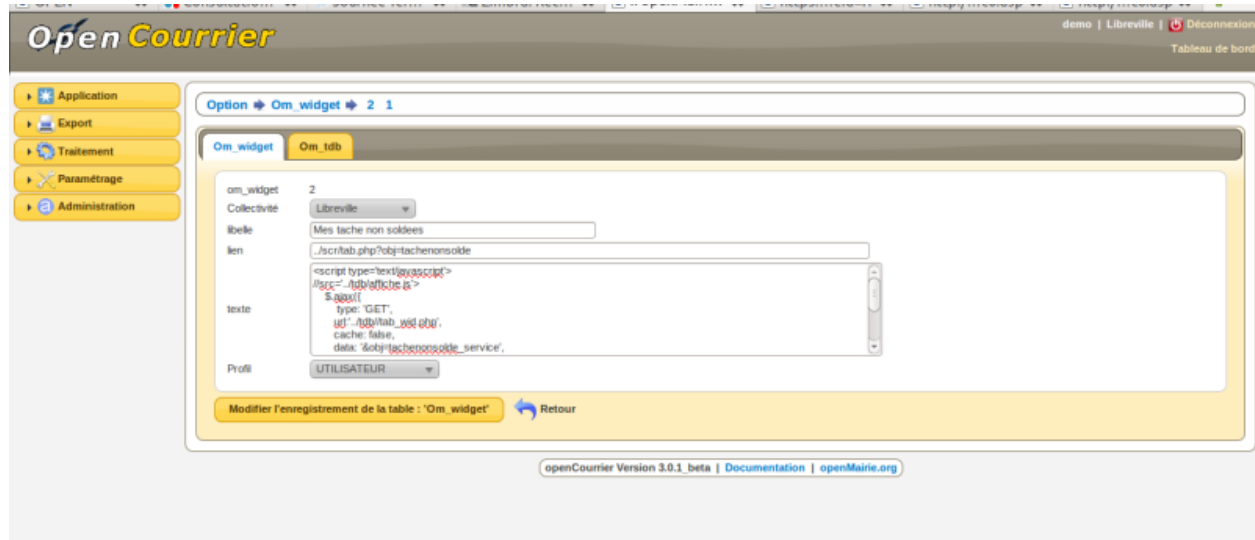 demo | Libreville | Déconnexion
Open Courrier
Tableau de bord
Application
Export
Traitement
Paramétrage
Administration
Option Om_widget 2 1
Om_widget Om_tdb
om_widget 2
Collectivité Libreville
libelle Mes tache non soldees
lien ../scr/tab.php?obj=tachenonsolde
texte
<script type='text/javascript'>
//src='../tdb/affiche.js'>
$.ajax({
type: 'GET',
url:'../tdb//tab_wid.php',
cache: false,
data: '&obj=tachenonsolde_service',
Profil UTILISATEUR
Modifier l'enregistrement de la table : 'Om_widget' Retour
openCourrier Version 3.0.1_beta | Documentation | openMairie.org